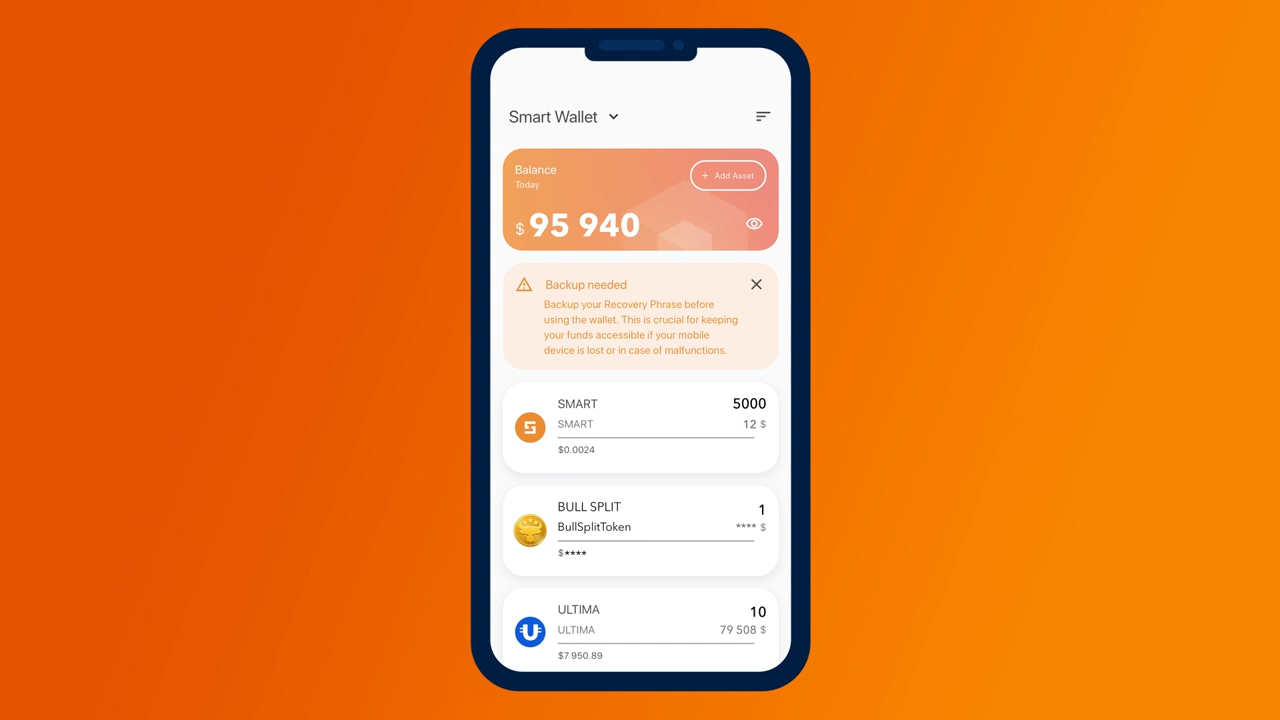 Smart Wallet
Balance
Today
+ Add Asset
$ 95 940
Backup needed
Backup your Recovery Phrase before
using the wallet. This is crucial for keeping
your funds accessible if your mobile
device is lost or in case of malfunctions.
SMART 5000
SMART 12 $
$0.0024
BULL SPLIT 1
BullSplitToken **** $
$****
ULTIMA 10
ULTIMA 79 508 $
$7 950.89